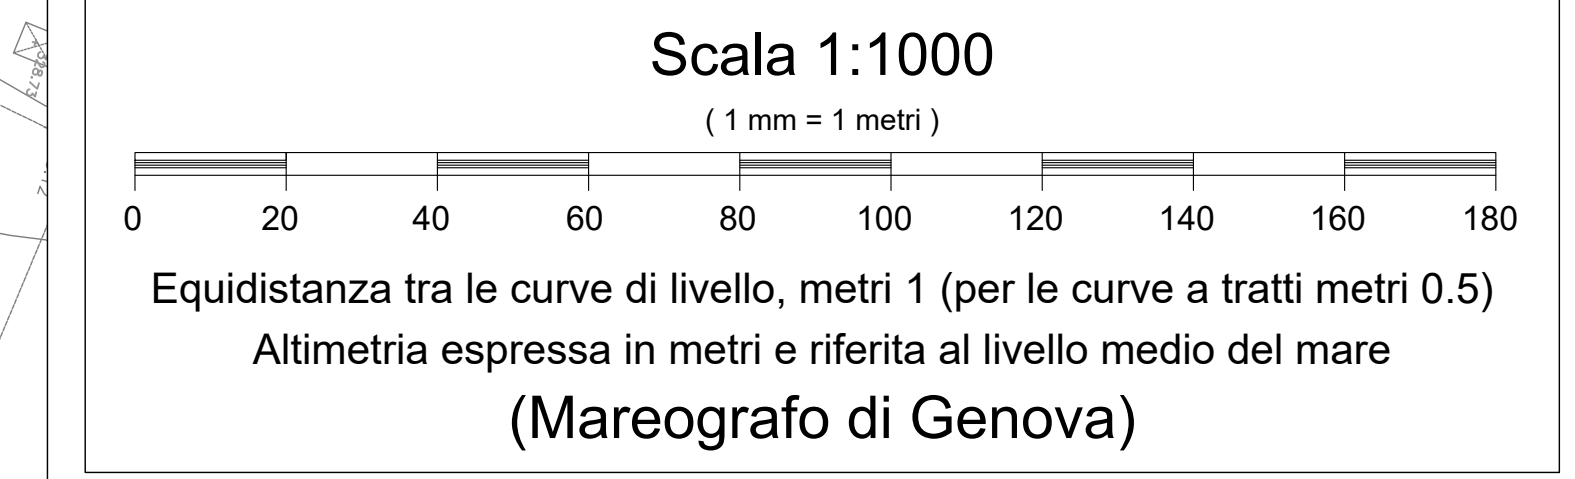 Scala 1:1000
( 1 mm = 1 metri )
0 20 40 60 80 100 120 140 160 180
Equidistanza tra le curve di livello, metri 1 (per le curve a tratti metri 0.5)
Altimetria espressa in metri e riferita al livello medio del mare
(Mareografo di Genova)
328.73